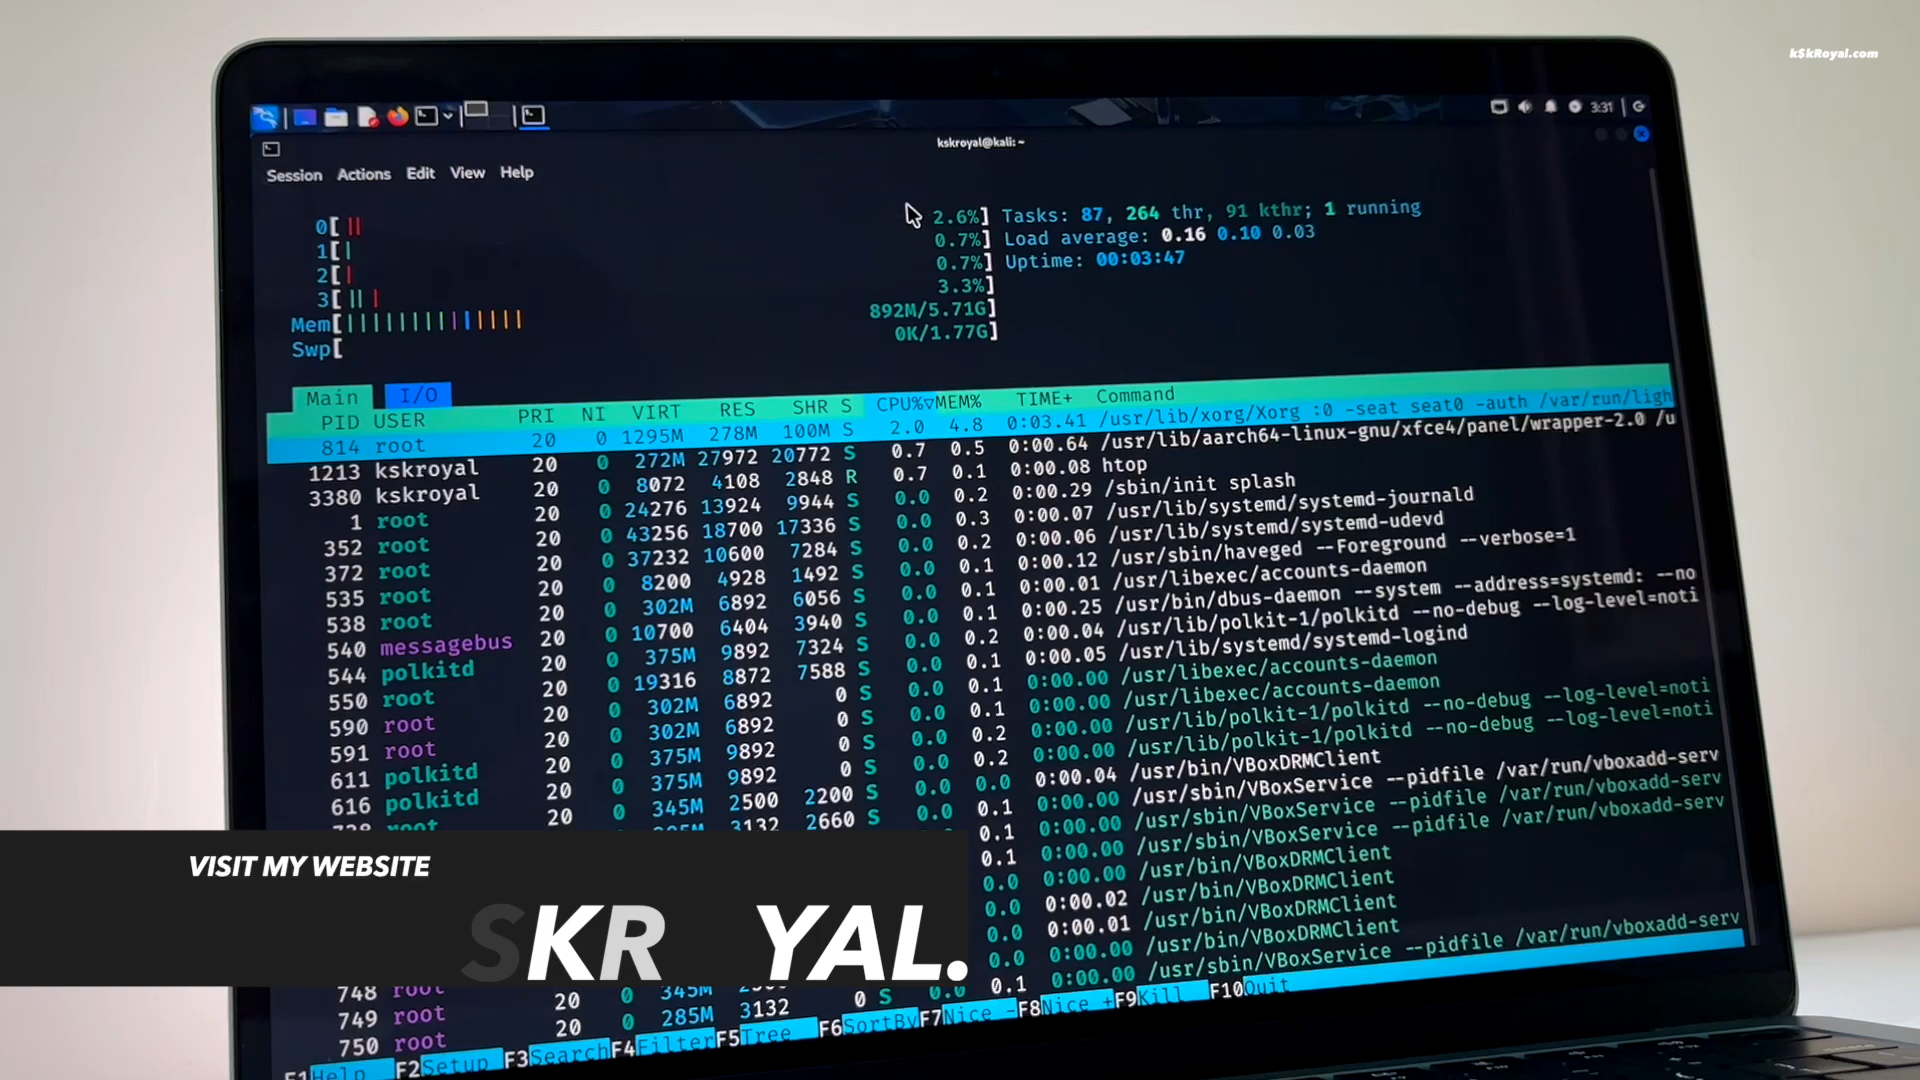 kSkRoyal.com
3:31
kskroyal@kali: ~
Session Actions Edit View Help
0[|| 2.6%] Tasks: 87, 264 thr, 91 kthr; 1 running
1[| 0.7%] Load average: 0.16 0.10 0.03
2[| 0.7%] Uptime: 00:03:47
3[|| | 3.3%]
Mem[|||||||||||||| 892M/5.71G]
Swp[ 0K/1.77G]
Main I/O
PID USER PRI NI VIRT RES SHR S CPU%▽MEM% TIME+ Command
814 root 20 0 1295M 278M 100M S 2.0 4.8 0:03.41 /usr/lib/xorg/Xorg :0 -seat seat0 -auth /var/run/ligh
1213 kskroyal 20 0 272M 27972 20772 S 0.7 0.5 0:00.64 /usr/lib/aarch64-linux-gnu/xfce4/panel/wrapper-2.0 /u
3380 kskroyal 20 0 8072 4108 2848 R 0.7 0.1 0:00.08 htop
1 root 20 0 24276 13924 9944 S 0.0 0.2 0:00.29 /sbin/init splash
352 root 20 0 43256 18700 17336 S 0.0 0.3 0:00.07 /usr/lib/systemd/systemd-journald
372 root 20 0 37232 10600 7284 S 0.0 0.2 0:00.06 /usr/lib/systemd/systemd-udevd
535 root 20 0 8200 4928 1492 S 0.0 0.1 0:00.12 /usr/sbin/haveged --Foreground --verbose=1
538 root 20 0 302M 6892 6056 S 0.0 0.1 0:00.01 /usr/libexec/accounts-daemon
540 messagebus 20 0 10700 6404 3940 S 0.0 0.1 0:00.25 /usr/bin/dbus-daemon --system --address=systemd: --no
544 polkitd 20 0 375M 9892 7324 S 0.0 0.2 0:00.04 /usr/lib/polkit-1/polkitd --no-debug --log-level=noti
550 root 20 0 19316 8872 7588 S 0.0 0.1 0:00.05 /usr/lib/systemd/systemd-logind
590 root 20 0 302M 6892 0 S 0.0 0.1 0:00.00 /usr/libexec/accounts-daemon
591 root 20 0 302M 6892 0 S 0.0 0.1 0:00.00 /usr/libexec/accounts-daemon
611 polkitd 20 0 375M 9892 0 S 0.0 0.2 0:00.00 /usr/lib/polkit-1/polkitd --no-debug --log-level=noti
616 polkitd 20 0 375M 9892 0 S 0.0 0.2 0:00.00 /usr/lib/polkit-1/polkitd --no-debug --log-level=noti
root 20 0 345M 2500 2200 S 0.0 0.0 0:00.04 /usr/bin/VBoxDRMClient
3132 2660 S 0.0 0.1 0:00.00 /usr/sbin/VBoxService --pidfile /var/run/vboxadd-serv
0.1 0:00.00 /usr/sbin/VBoxService --pidfile /var/run/vboxadd-serv
0.1 0:00.00 /usr/sbin/VBoxService --pidfile /var/run/vboxadd-serv
0.0 0:00.00 /usr/bin/VBoxDRMClient
0.0 0:00.02 /usr/bin/VBoxDRMClient
0.0 0:00.01 /usr/bin/VBoxDRMClient
748 root 20 0 345M 0.0 0.0 0:00.00 /usr/bin/VBoxDRMClient
749 root 20 0 285M 3132 0 S 0.0 0.1 0:00.00 /usr/sbin/VBoxService --pidfile /var/run/vboxadd-serv
750 root 20
F1Help F2Setup F3Search F4Filter F5Tree F6SortBy F7Nice - F8Nice + F9Kill F10Quit
VISIT MY WEBSITE
SKR YAL.